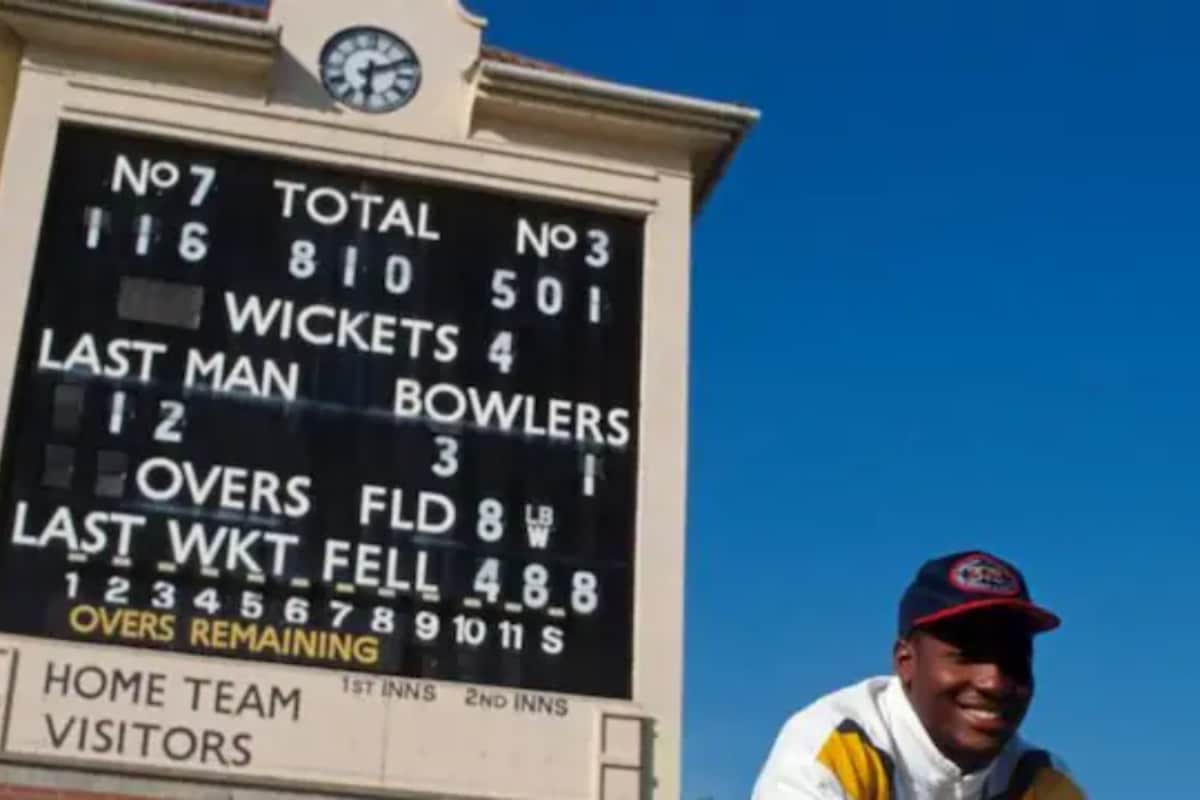 No 7 TOTAL No 3
116 810 501
WICKETS 4
LAST MAN BOWLERS
12 3 1
OVERS FLD 8 LBW
LAST WKT FELL 488
1 2 3 4 5 6 7 8 9 10 11 S
OVERS REMAINING
HOME TEAM 1ST INNS 2ND INNS
VISITORS